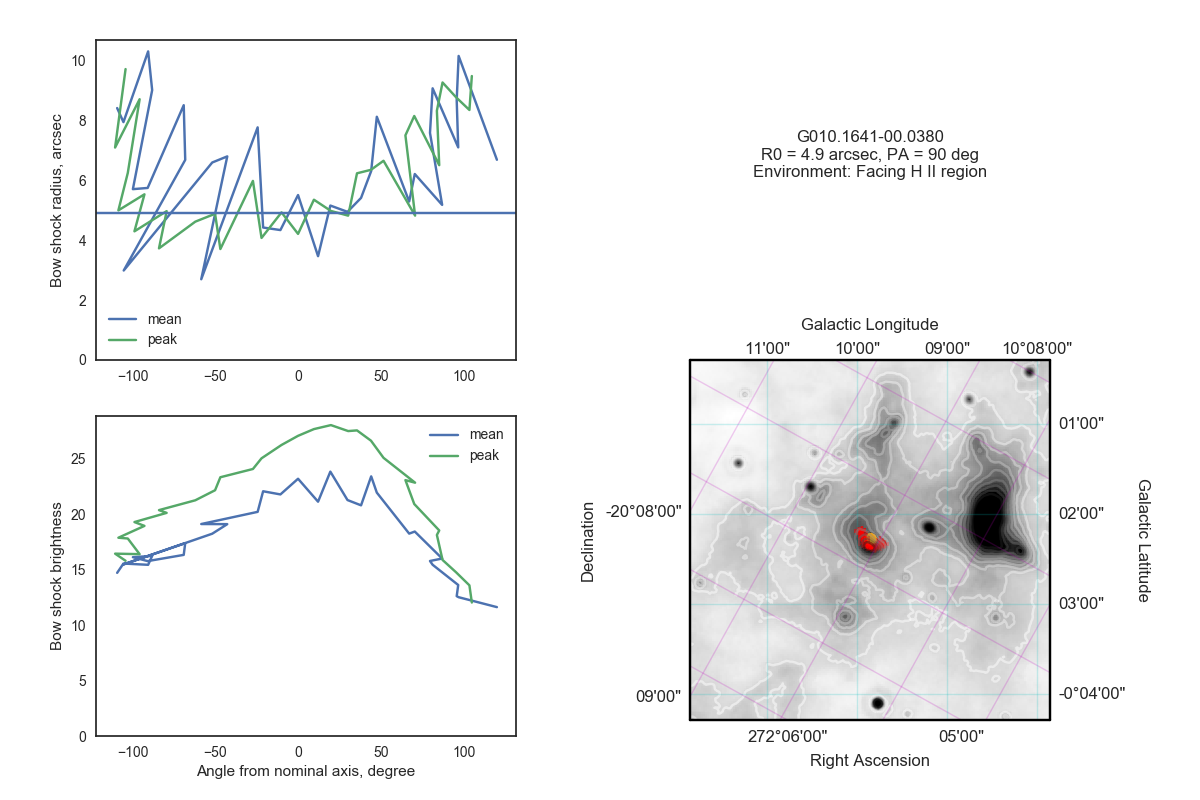 Bow shock radius, arcsec
10
8
6
4
2
0
mean
peak
−100
−50
0
50
100
Bow shock brightness
25
20
15
10
5
0
mean
peak
−100
−50
0
50
100
Angle from nominal axis, degree
G010.1641-00.0380
R0 = 4.9 arcsec, PA = 90 deg
Environment: Facing H II region
Galactic Longitude
11'00" 10'00" 09'00" 10°08'00"
01'00"
02'00"
03'00"
-0°04'00"
Galactic Latitude
Declination
-20°08'00"
09'00"
272°06'00" 05'00"
Right Ascension